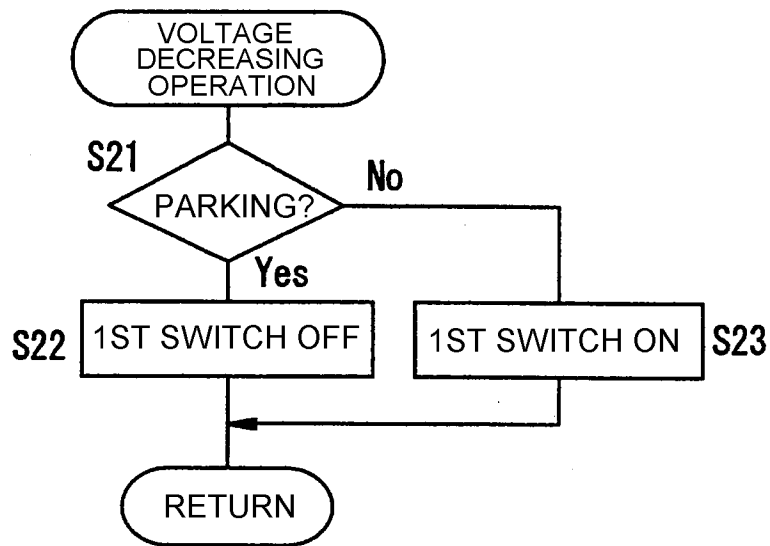 VOLTAGE
DECREASING
OPERATION
S21
PARKING?
No
Yes
S22
1ST SWITCH OFF
1ST SWITCH ON
S23
RETURN